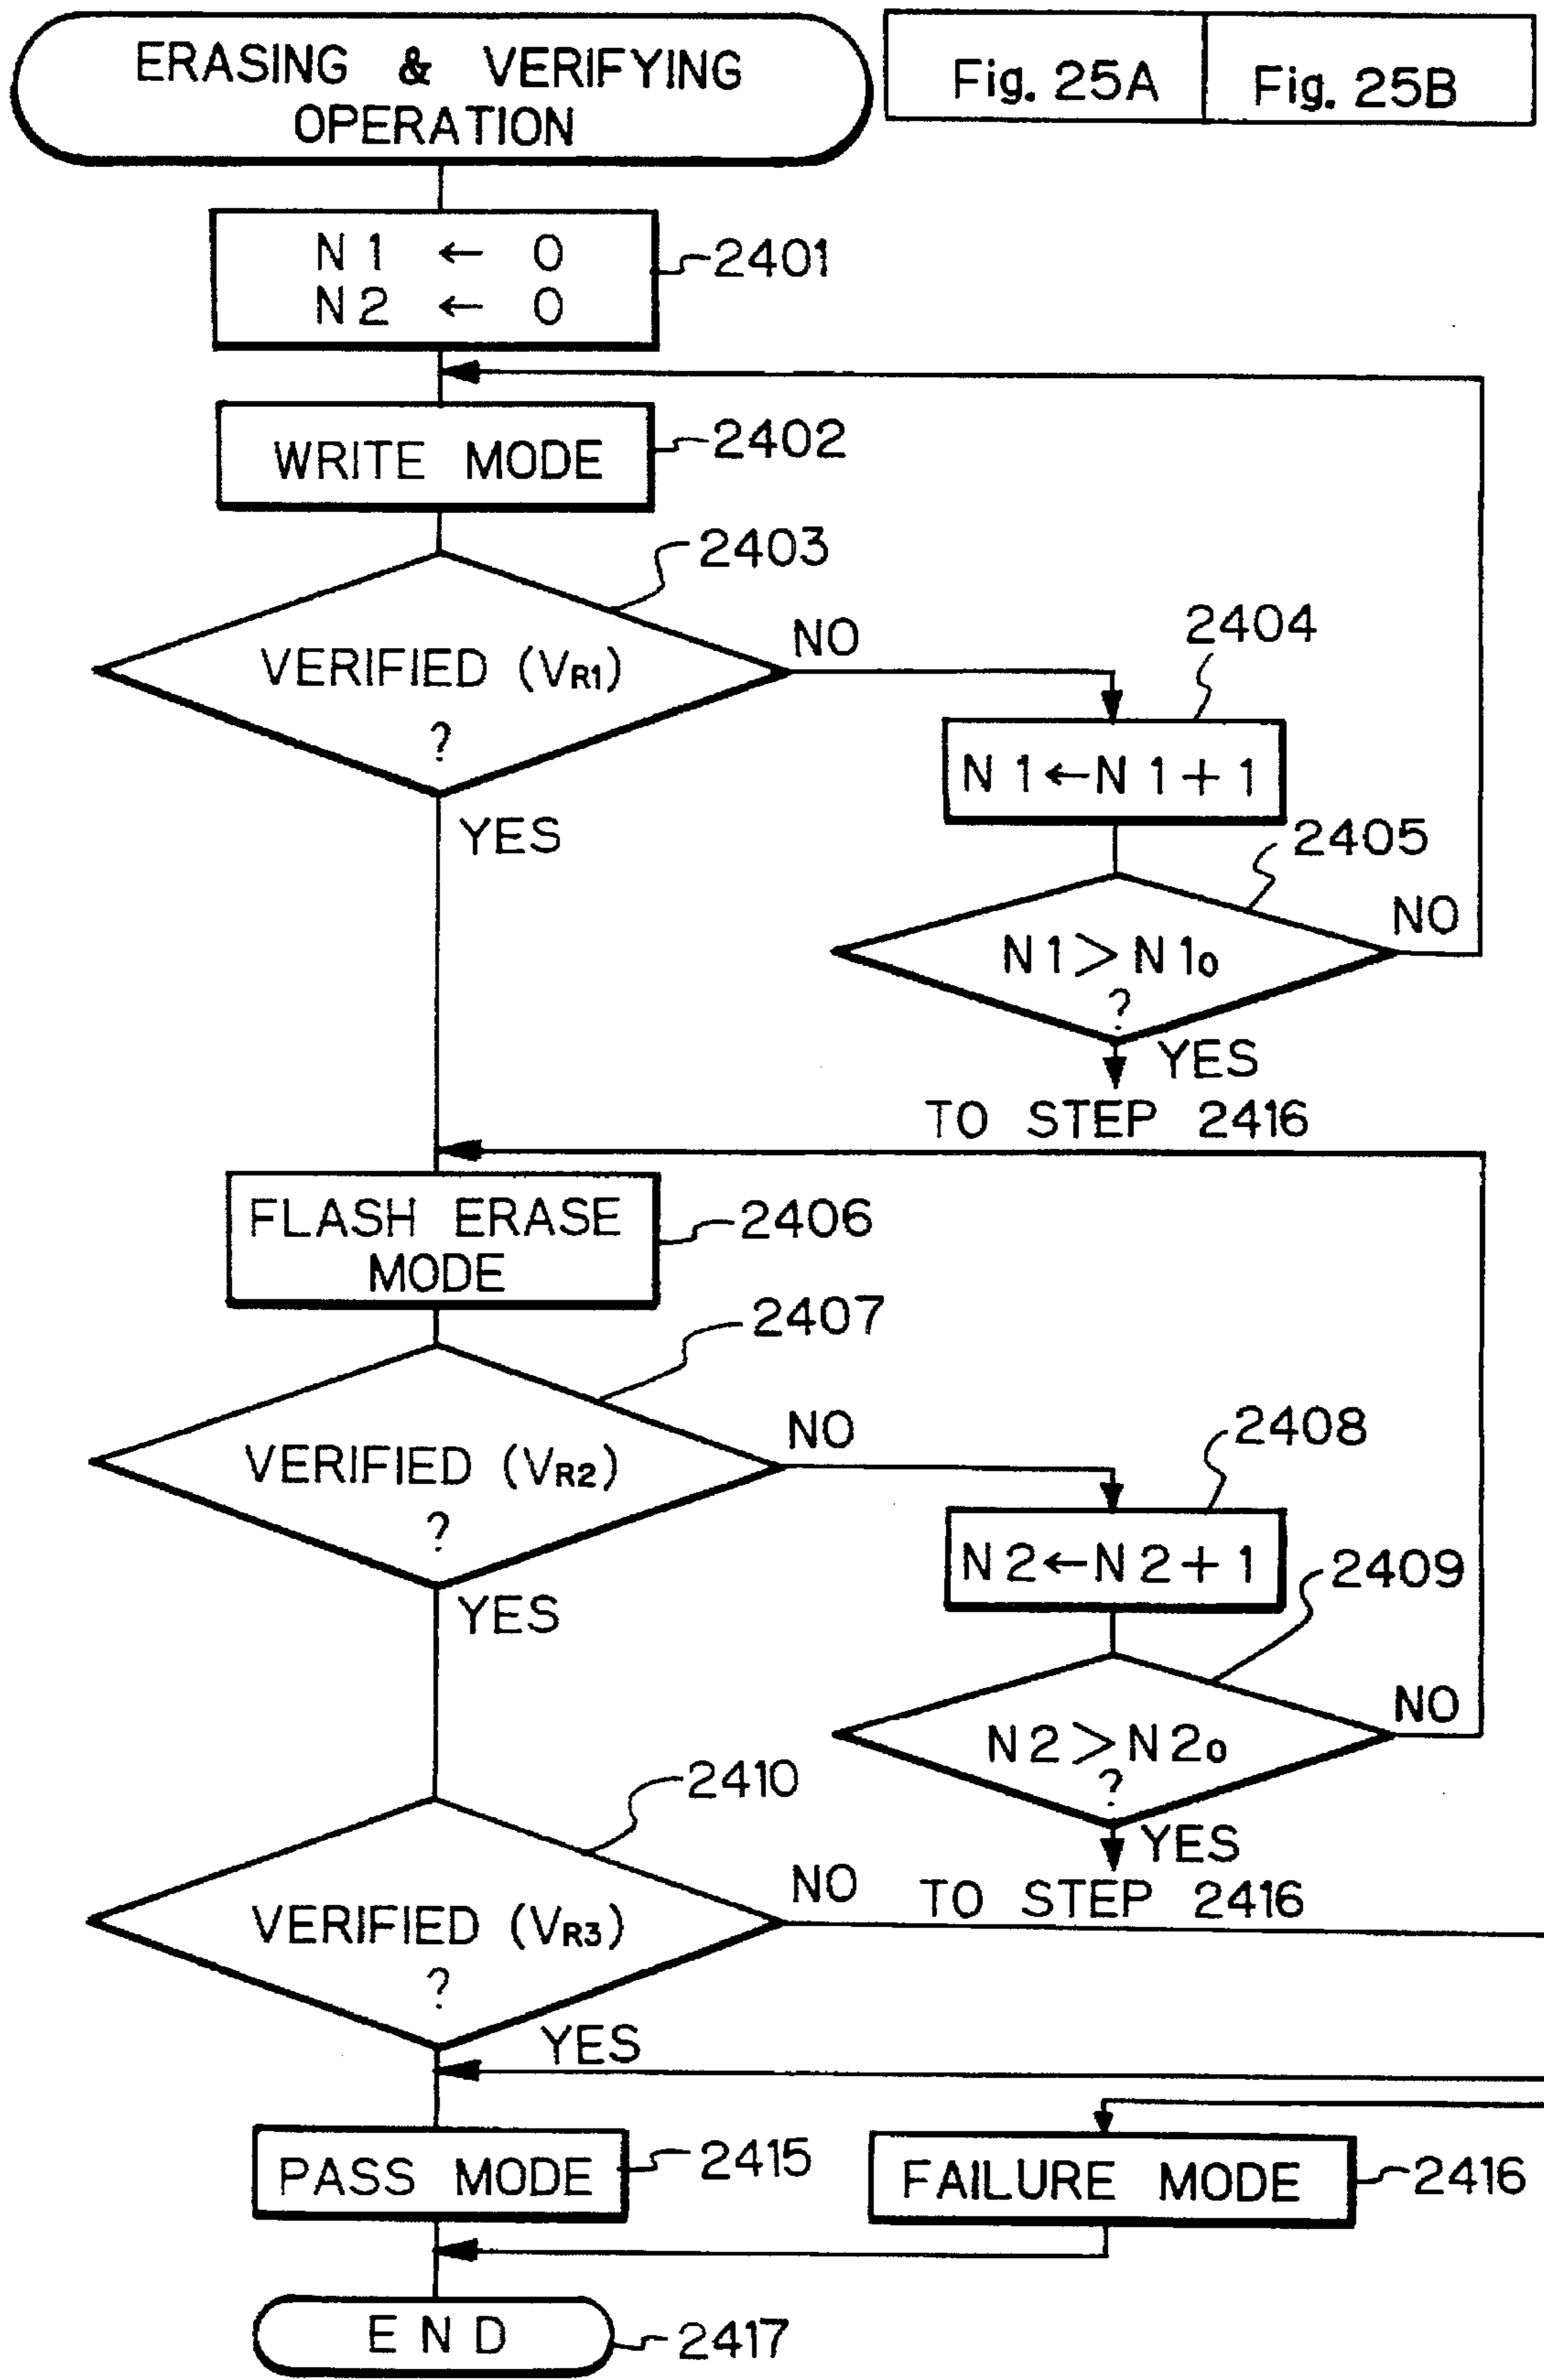 ERASING & VERIFYING
OPERATION
Fig. 25A
Fig. 25B
N1 ← 0
N2 ← 0
2401
WRITE MODE
2402
2403
VERIFIED (VR1)
?
NO
YES
2404
N1←N1+1
2405
N1>N1₀
?
NO
YES
TO STEP 2416
FLASH ERASE
MODE
2406
2407
VERIFIED (VR2)
?
NO
YES
2408
N2←N2+1
2409
N2>N2₀
?
NO
YES
TO STEP 2416
2410
VERIFIED (VR3)
?
NO
YES
PASS MODE
2415
FAILURE MODE
2416
END
2417